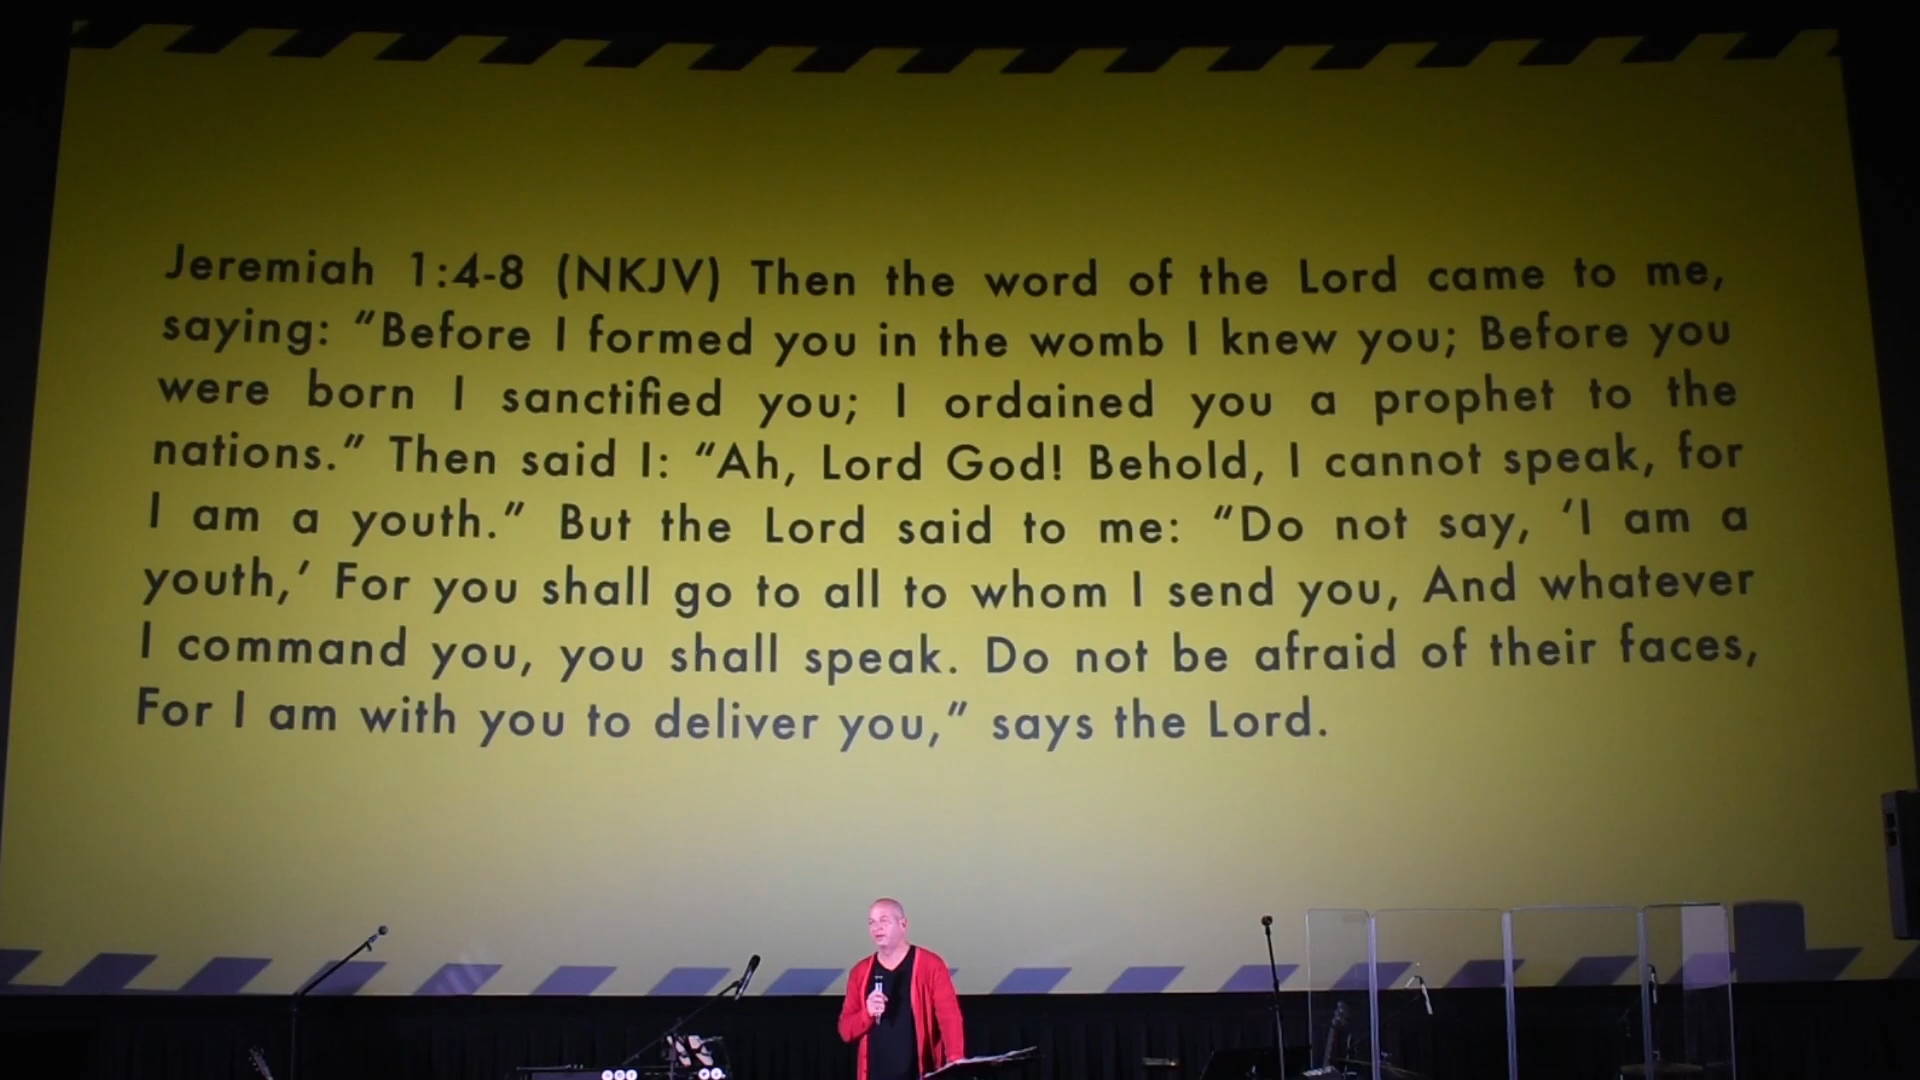 Jeremiah 1:4-8 (NKJV) Then the word of the Lord came to me,
saying: “Before I formed you in the womb I knew you; Before you
were born I sanctified you; I ordained you a prophet to the
nations.” Then said I: “Ah, Lord God! Behold, I cannot speak, for
I am a youth.” But the Lord said to me: “Do not say, ‘I am a
youth,’ For you shall go to all to whom I send you, And whatever
I command you, you shall speak. Do not be afraid of their faces,
For I am with you to deliver you,” says the Lord.